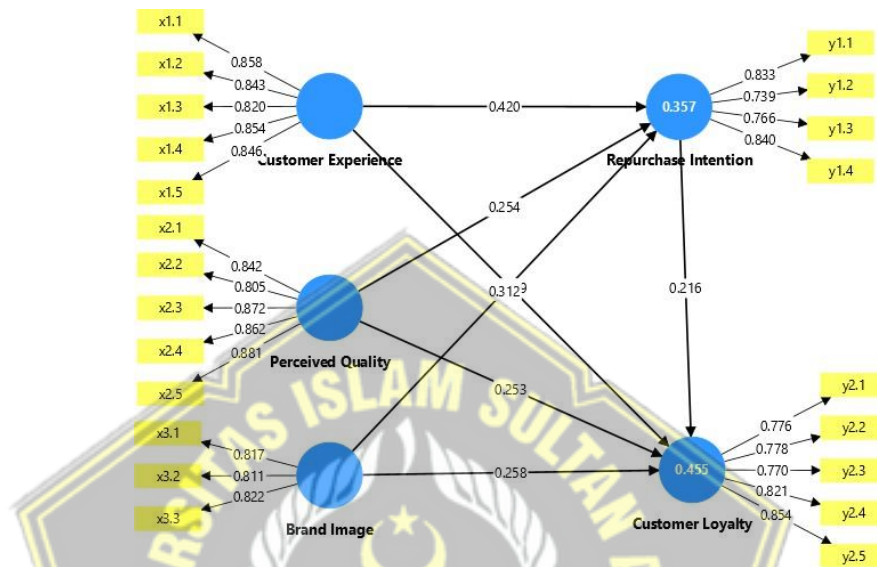 x1.1
x1.2
x1.3
x1.4
x1.5
0.858
0.843
0.820
0.854
0.846
Customer Experience
x2.1
x2.2
x2.3
x2.4
x2.5
0.842
0.805
0.872
0.862
0.881
Perceived Quality
x3.1
x3.2
x3.3
0.817
0.811
0.822
Brand Image
0.420
0.254
0.312
0.253
0.258
0.216
0.357
Repurchase Intention
0.833
0.739
0.766
0.840
y1.1
y1.2
y1.3
y1.4
0.455
Customer Loyalty
0.776
0.778
0.770
0.821
0.854
y2.1
y2.2
y2.3
y2.4
y2.5
ISLAM SULTAN